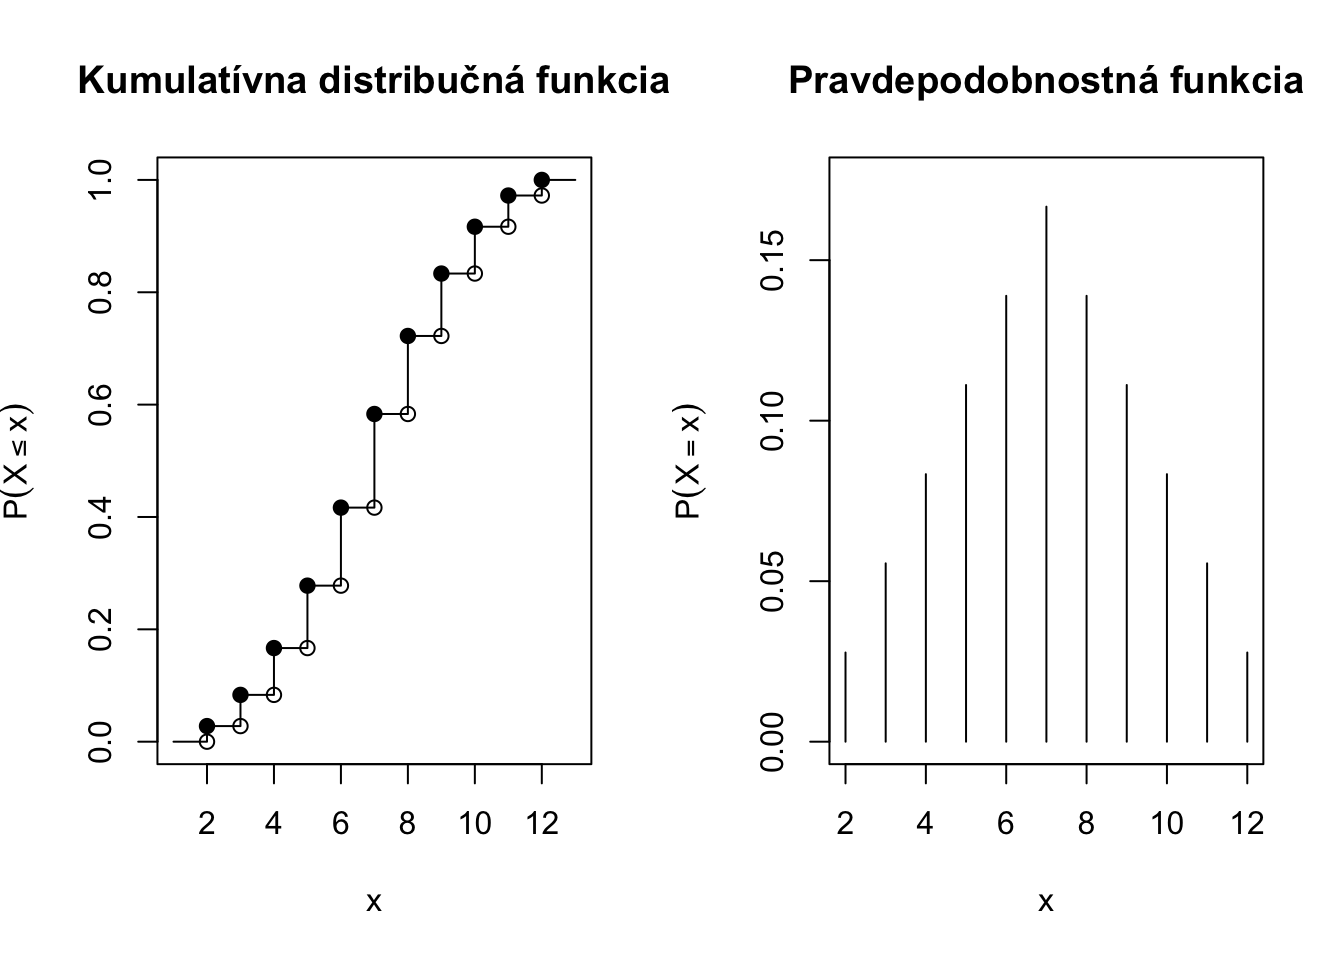 Kumulatívna distribučná funkcia
P(X ≤ x)
1.0
0.8
0.6
0.4
0.2
0.0
2 4 6 8 10 12
x
Pravdepodobnostná funkcia
P(X = x)
0.15
0.10
0.05
0.00
2 4 6 8 10 12
x